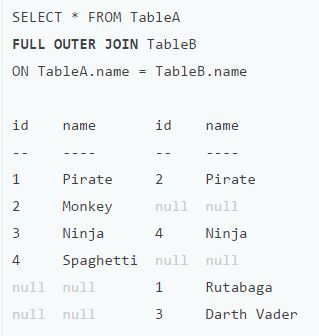 SELECT * FROM TableA
FULL OUTER JOIN TableB
ON TableA.name = TableB.name
id name id name
-- ---- -- ----
1 Pirate 2 Pirate
2 Monkey null null
3 Ninja 4 Ninja
4 Spaghetti null null
null null 1 Rutabaga
null null 3 Darth Vader